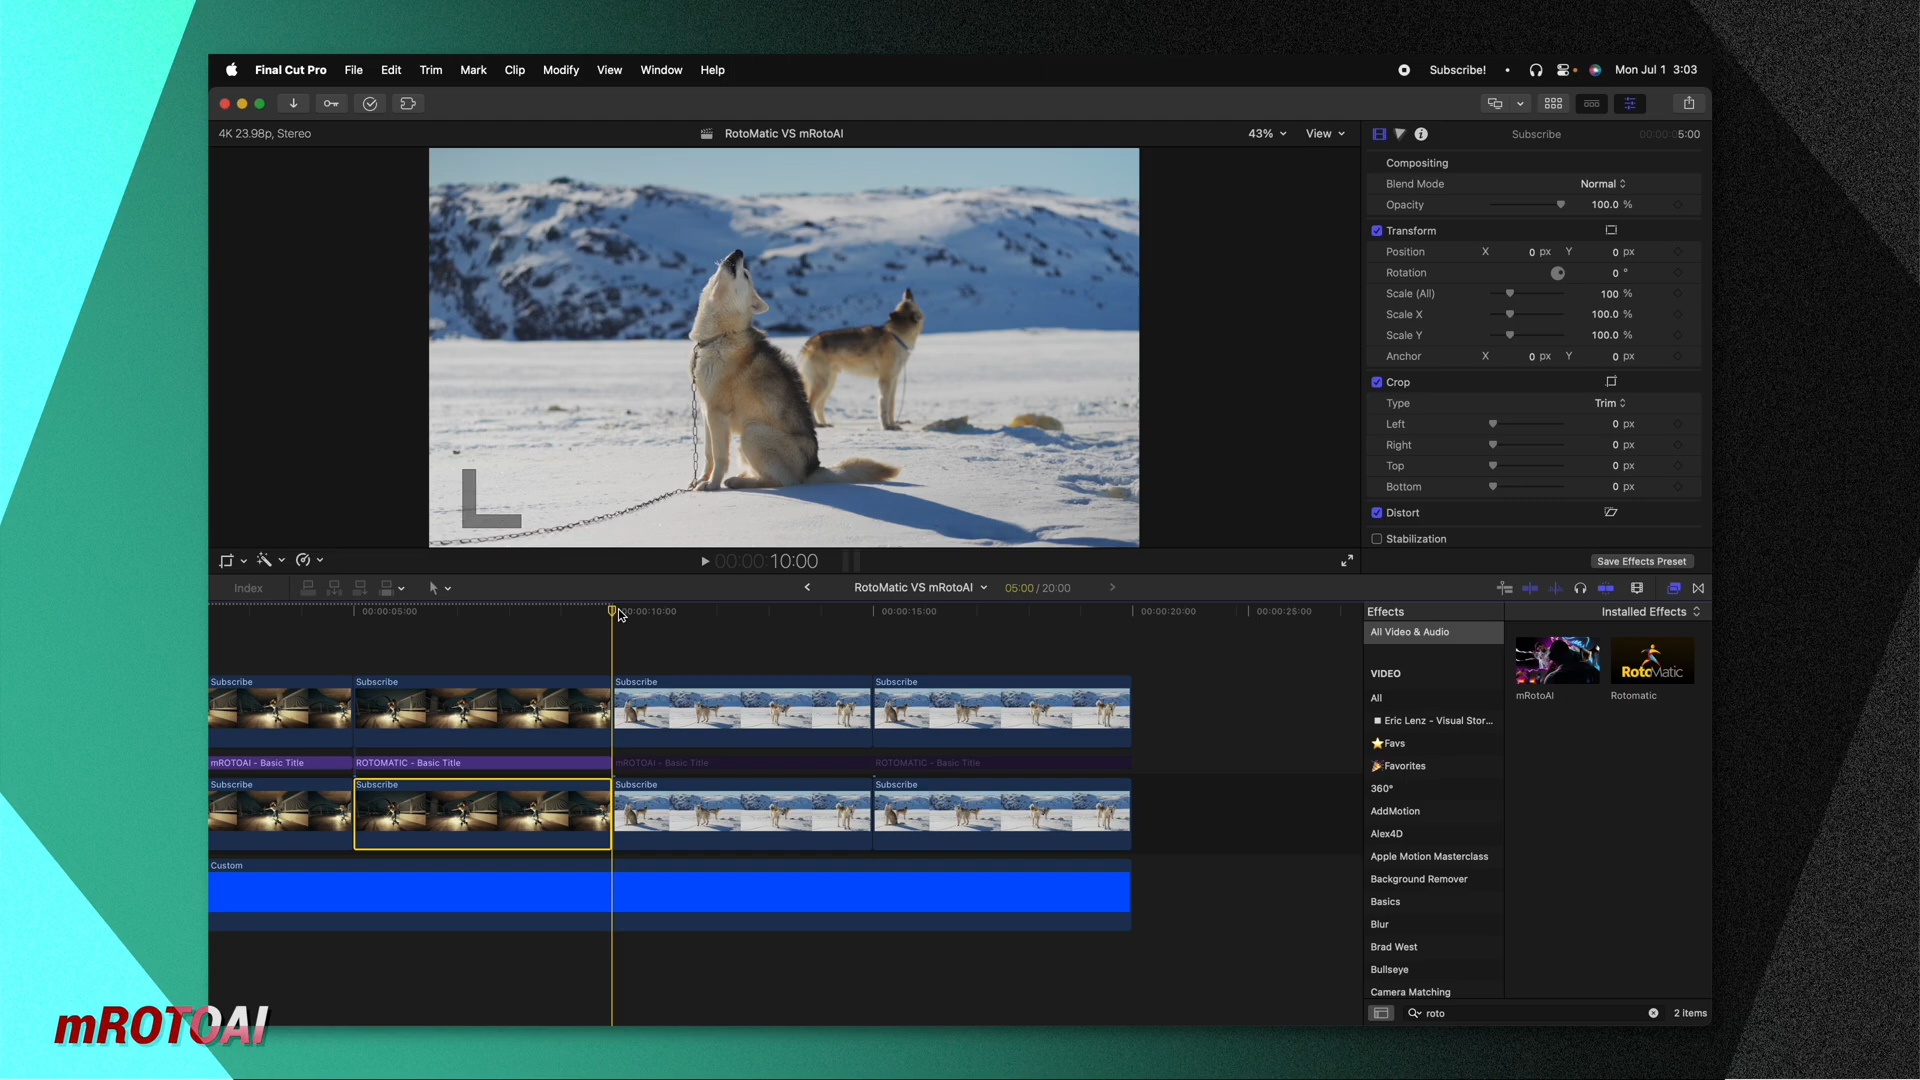 Final Cut Pro File Edit Trim Mark Clip Modify View Window Help Subscribe! Mon Jul 1 3:03
4K 23.98p, Stereo RotoMatic VS mRotoAI 43% View Subscribe 00:00:05:00
Compositing
Blend Mode Normal
Opacity 100.0 %
Transform
Position X 0 px Y 0 px
Rotation 0 °
Scale (All) 100 %
Scale X 100.0 %
Scale Y 100.0 %
Anchor X 0 px Y 0 px
Crop
Type Trim
Left 0 px
Right 0 px
Top 0 px
Bottom 0 px
Distort
Stabilization
00:00:10:00 Save Effects Preset
Index RotoMatic VS mRotoAI 05:00 / 20:00
00:00:05:00 00:00:10:00 00:00:15:00 00:00:20:00 00:00:25:00
Effects Installed Effects
All Video & Audio
RotoMatic
mRotoAI Rotomatic
VIDEO
All
Eric Lenz - Visual Stor...
⭐Favs
🎉Favorites
360°
AddMotion
Alex4D
Apple Motion Masterclass
Background Remover
Basics
Blur
Brad West
Bullseye
Camera Matching
roto 2 items
Subscribe Subscribe Subscribe Subscribe
mROTOAI - Basic Title ROTOMATIC - Basic Title mROTOAI - Basic Title ROTOMATIC - Basic Title
Subscribe Subscribe Subscribe Subscribe
Custom
mROTOAI